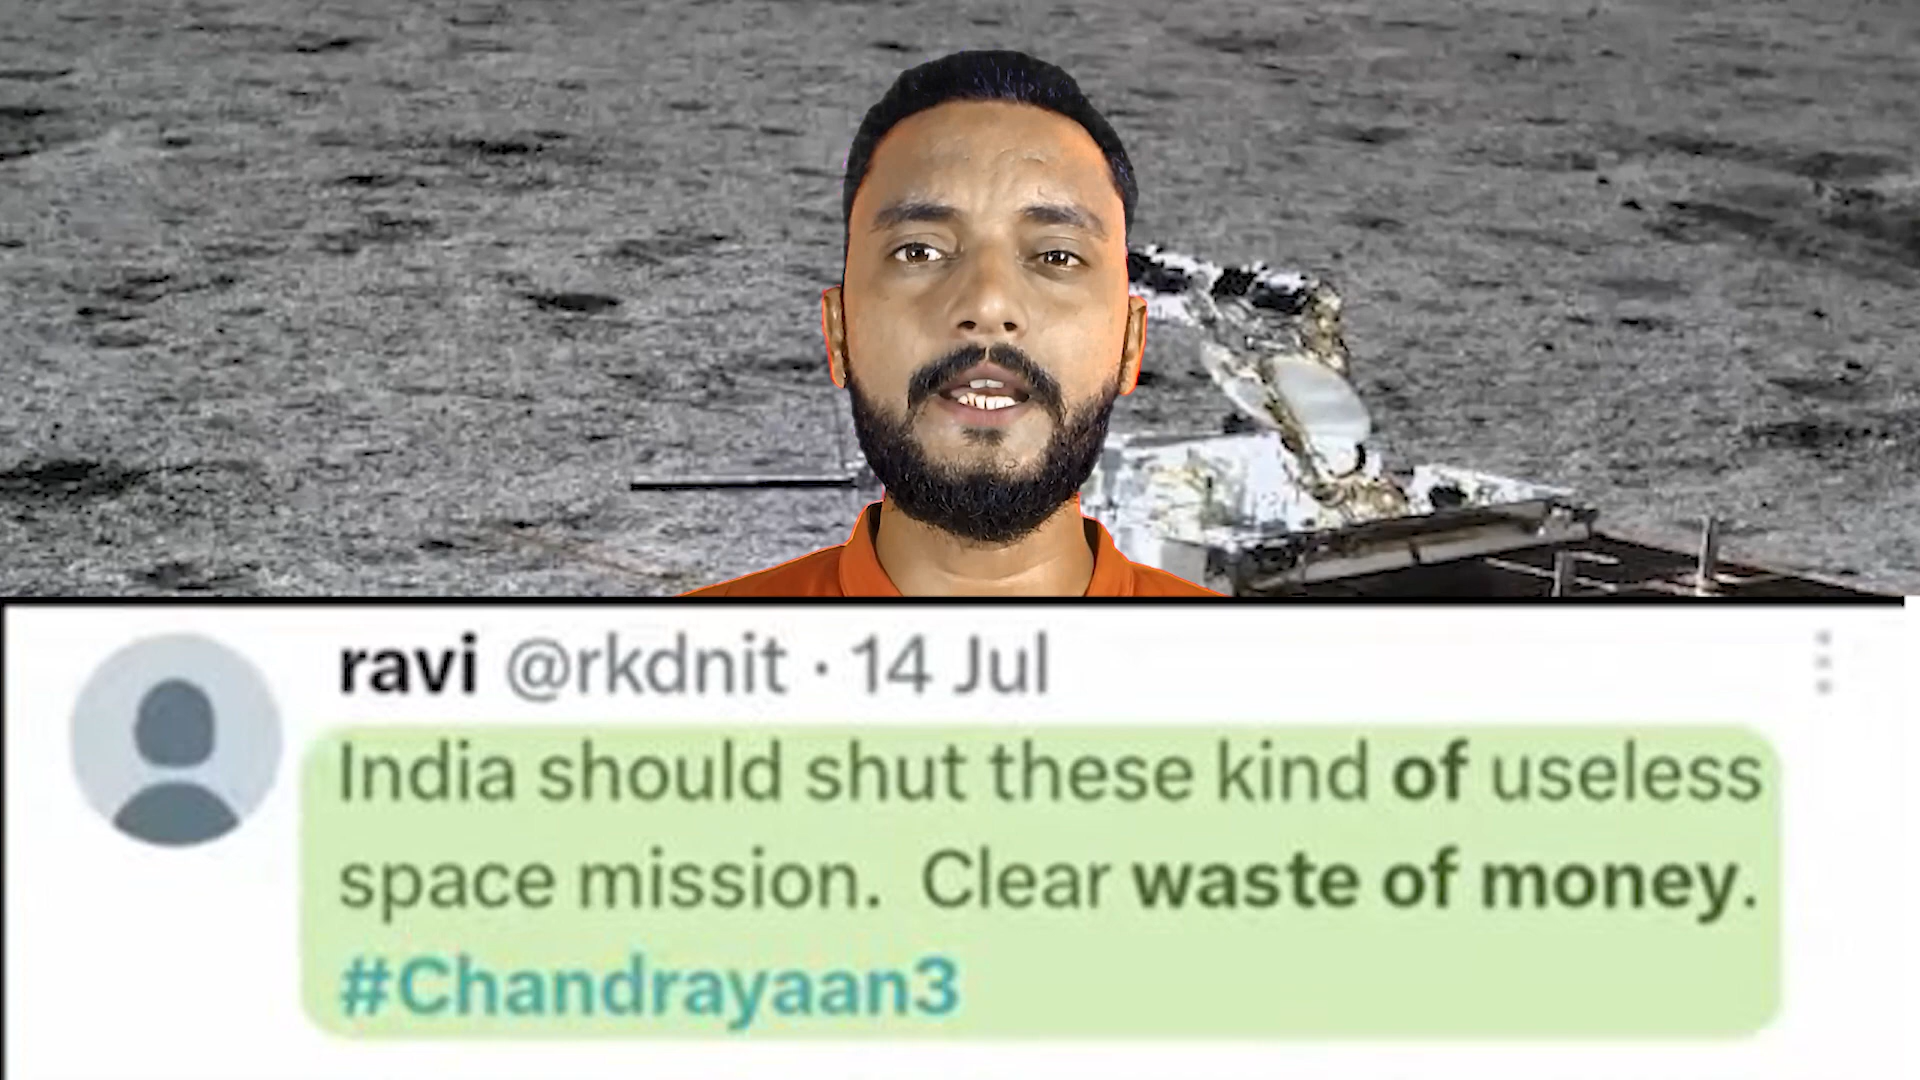 ravi @rkdnit · 14 Jul
India should shut these kind of useless
space mission. Clear waste of money.
#Chandrayaan3